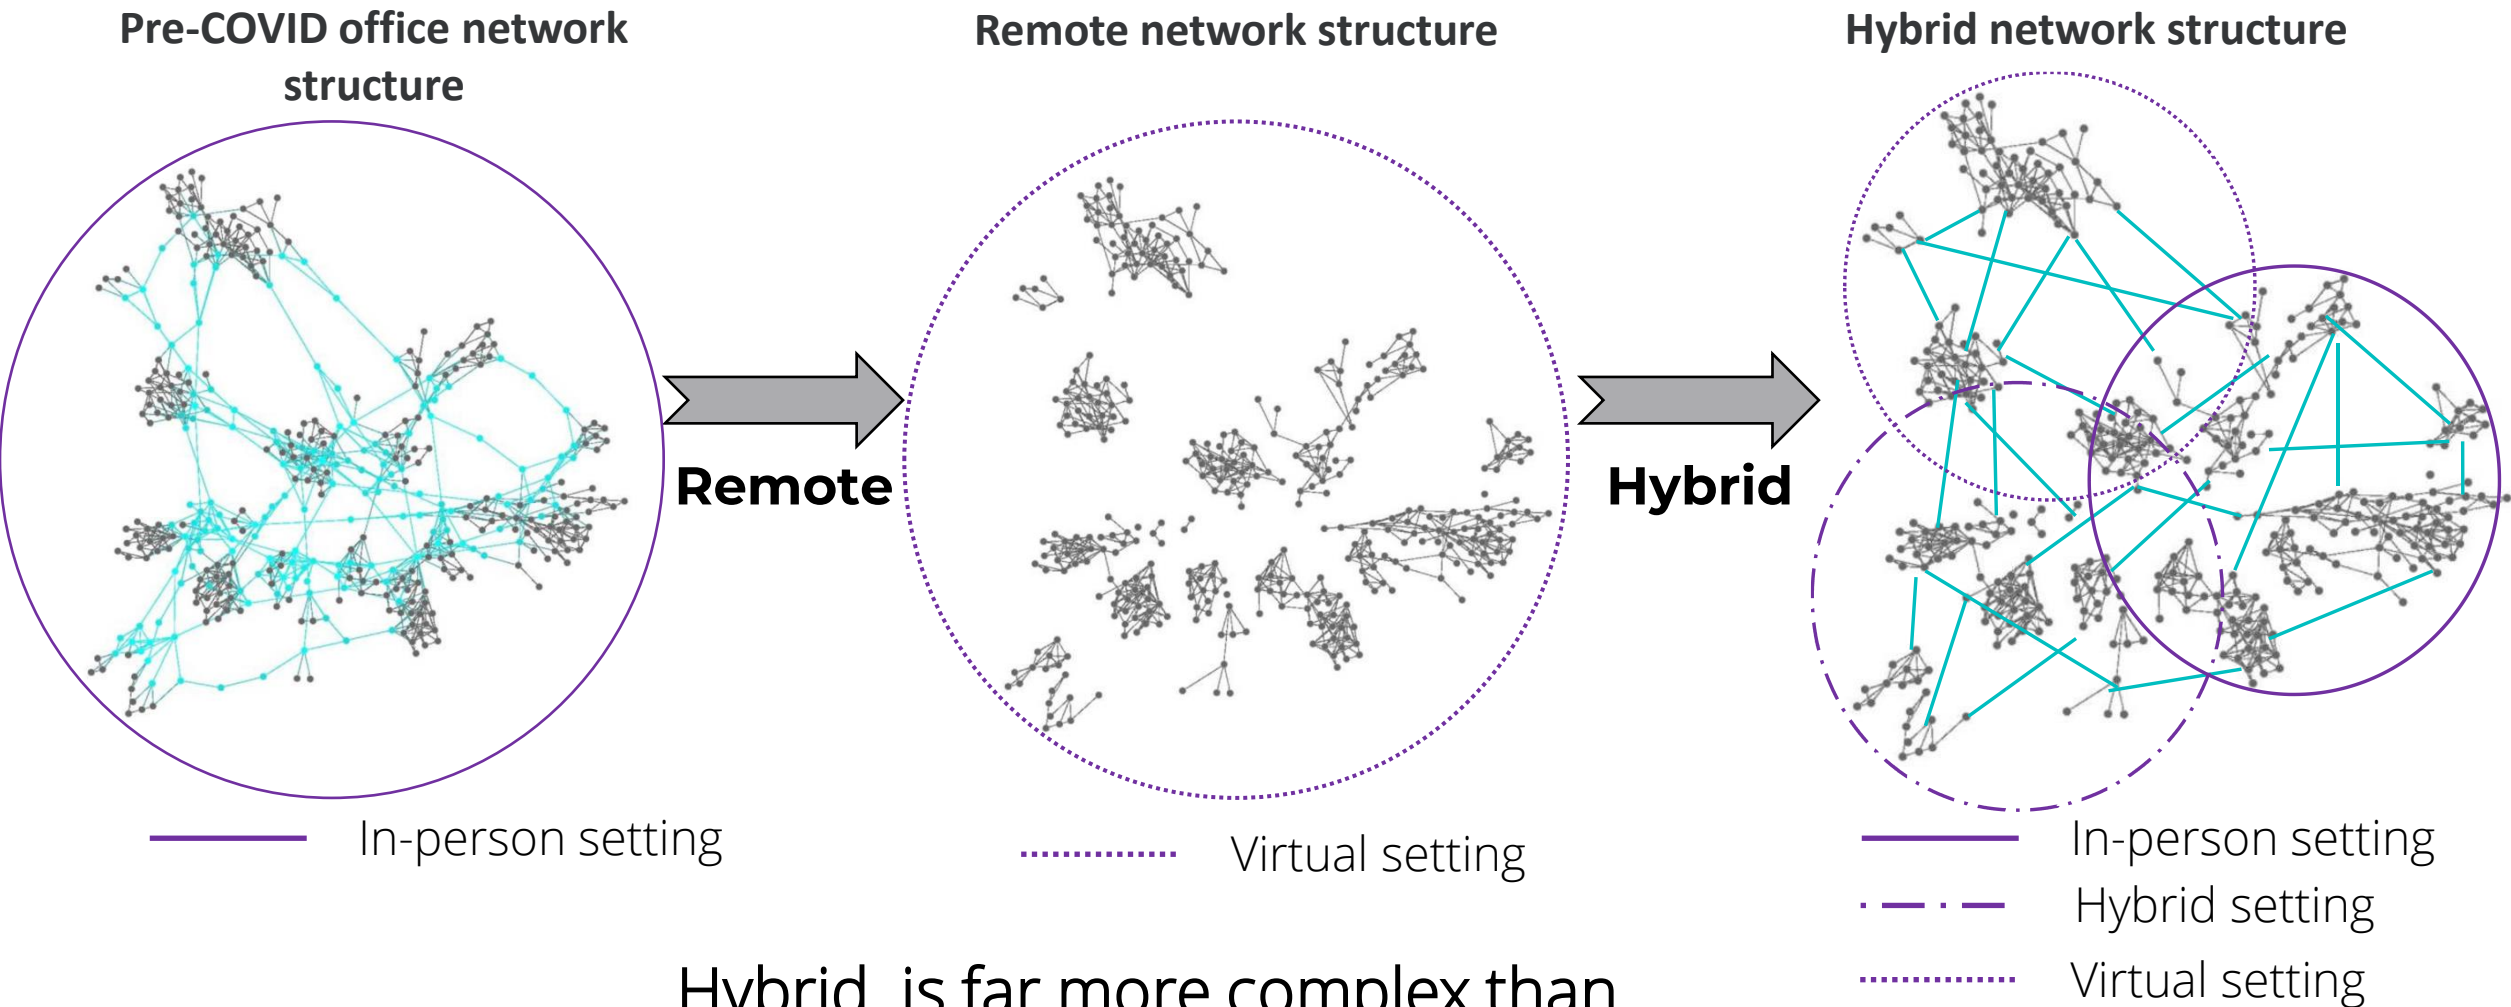 Pre-COVID office network
structure
Remote network structure
Hybrid network structure
Remote
Hybrid
In-person setting
Virtual setting
In-person setting
Hybrid setting
Virtual setting
Hybrid is far more complex than